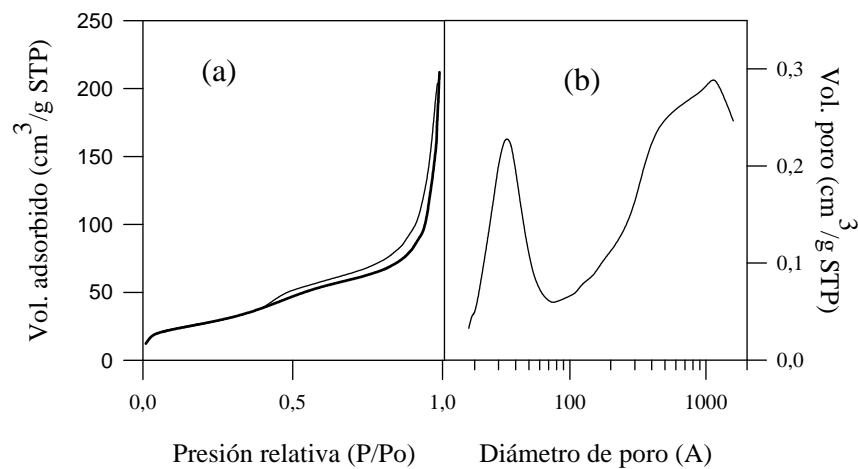 250
200
150
100
50
0
Vol. adsorbido (cm³/g STP)
(a)
(b)
0,3
0,2
0,1
0,0
Vol. poro (cm³/g STP)
0,0
0,5
1,0
100
1000
Presión relativa (P/Po)
Diámetro de poro (A)